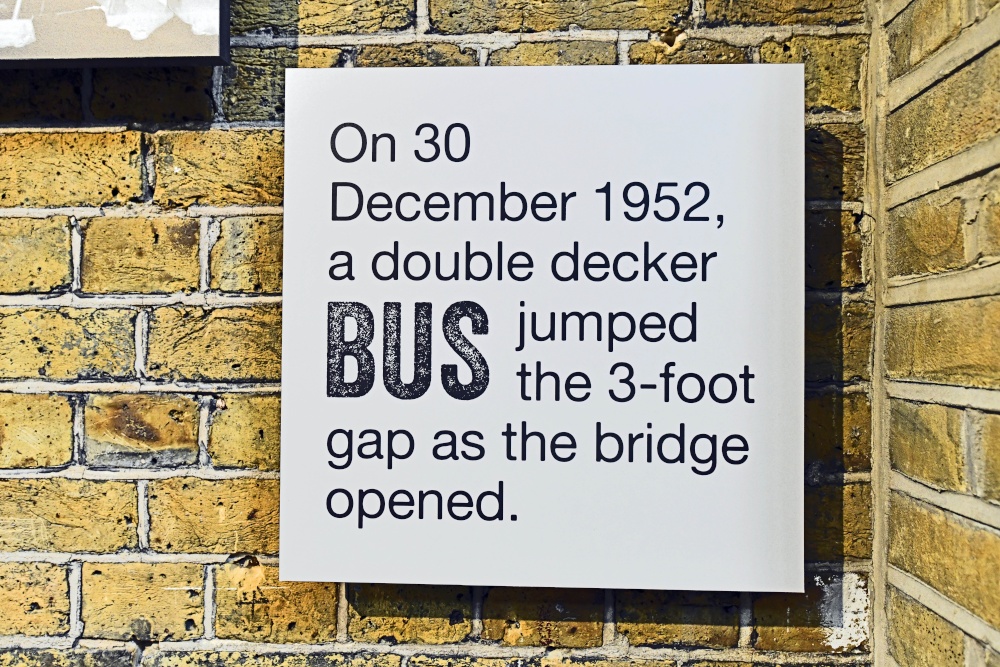 On 30
December 1952,
a double decker
BUS jumped
the 3-foot
gap as the bridge
opened.